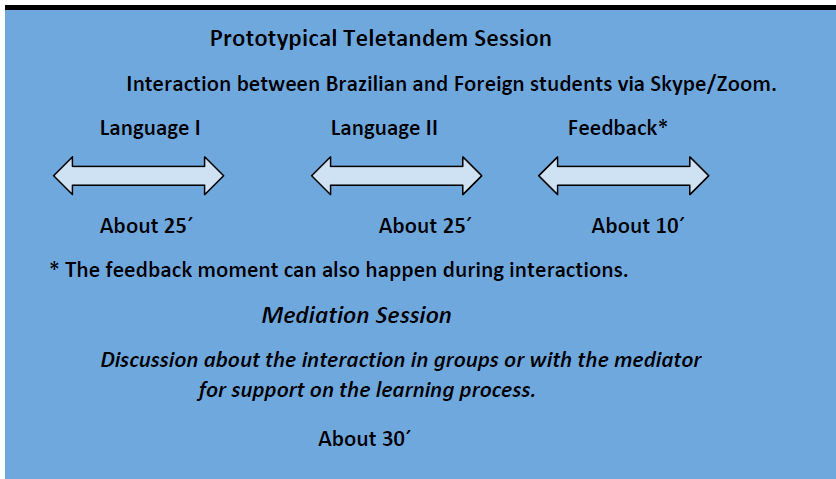 Prototypical Teletandem Session
Interaction between Brazilian and Foreign students via Skype/Zoom.
Language I Language II Feedback*
About 25´ About 25´ About 10´
* The feedback moment can also happen during interactions.
Mediation Session
Discussion about the interaction in groups or with the mediator
for support on the learning process.
About 30´